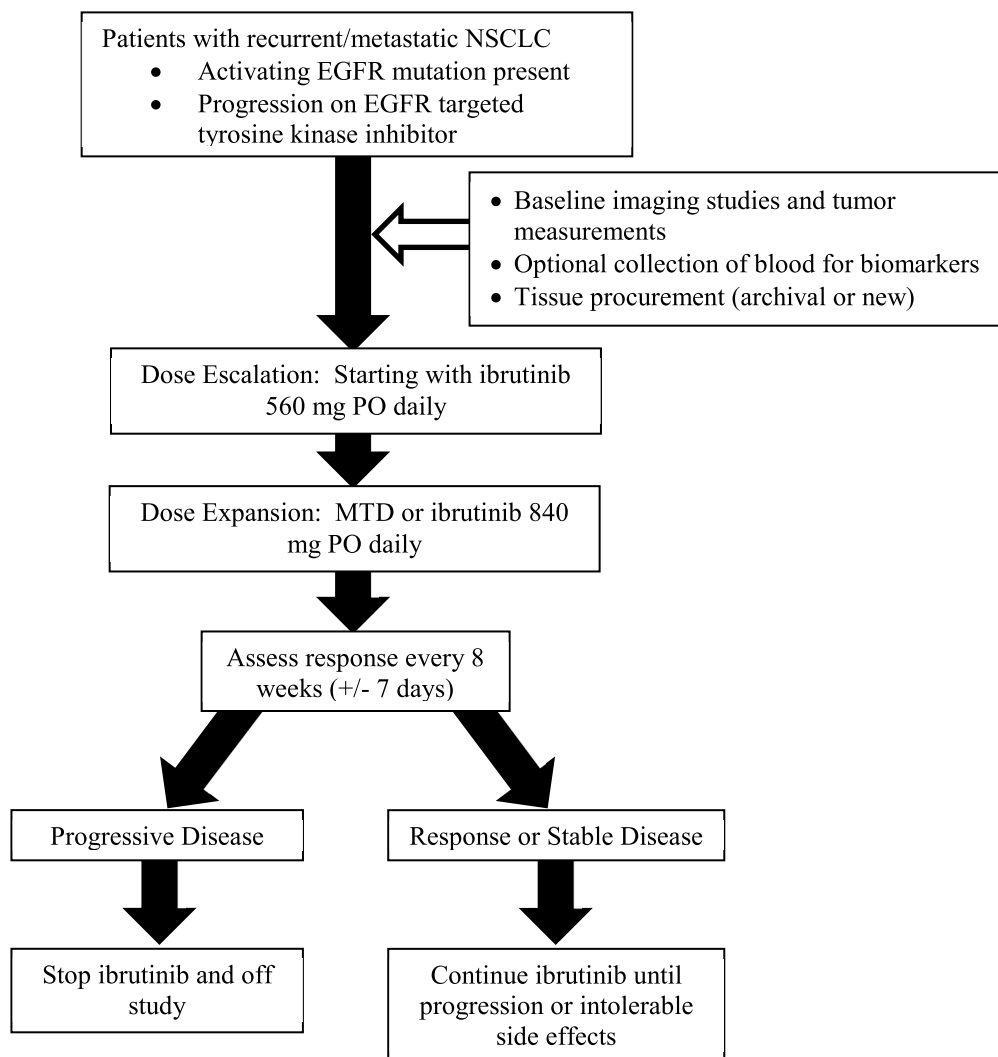 Patients with recurrent/metastatic NSCLC
• Activating EGFR mutation present
• Progression on EGFR targeted
tyrosine kinase inhibitor
• Baseline imaging studies and tumor
measurements
• Optional collection of blood for biomarkers
• Tissue procurement (archival or new)
Dose Escalation: Starting with ibrutinib
560 mg PO daily
Dose Expansion: MTD or ibrutinib 840
mg PO daily
Assess response every 8
weeks (+/- 7 days)
Progressive Disease
Response or Stable Disease
Stop ibrutinib and off
study
Continue ibrutinib until
progression or intolerable
side effects